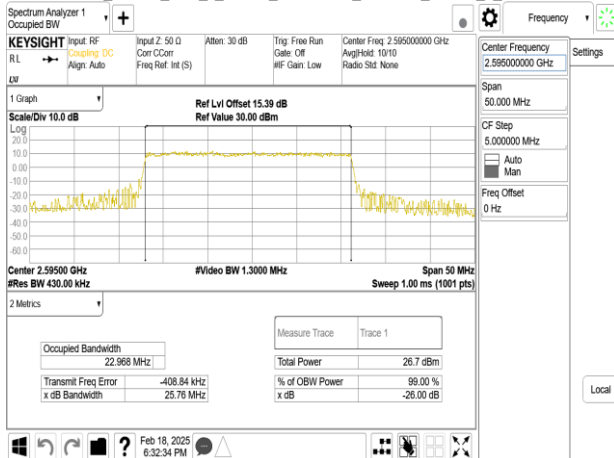 Spectrum Analyzer 1
Occupied BW
+
Frequency
KEYSIGHT
RL
LXI
Input: RF
Coupling: DC
Align: Auto
Input Z: 50 Ω
Corr CCorr
Freq Ref: Int (S)
Atten: 30 dB
Trig: Free Run
Gate: Off
#IF Gain: Low
Center Freq: 2.595000000 GHz
Avg|Hold: 10/10
Radio Std: None
Center Frequency
2.595000000 GHz
Settings
Span
50.000 MHz
CF Step
5.000000 MHz
Auto
Man
Freq Offset
0 Hz
Local
1 Graph
Scale/Div 10.0 dB
Ref Lvl Offset 15.39 dB
Ref Value 30.00 dBm
Log
20.0
10.0
0.00
-10.0
-20.0
-30.0
-40.0
-50.0
-60.0
Center 2.59500 GHz
#Res BW 430.00 kHz
#Video BW 1.3000 MHz
Span 50 MHz
Sweep 1.00 ms (1001 pts)
2 Metrics
Measure Trace
Trace 1
Occupied Bandwidth
22.968 MHz
Total Power
26.7 dBm
Transmit Freq Error
-408.84 kHz
% of OBW Power
99.00 %
x dB Bandwidth
25.76 MHz
x dB
-26.00 dB
?
Feb 18, 2025
6:32:34 PM